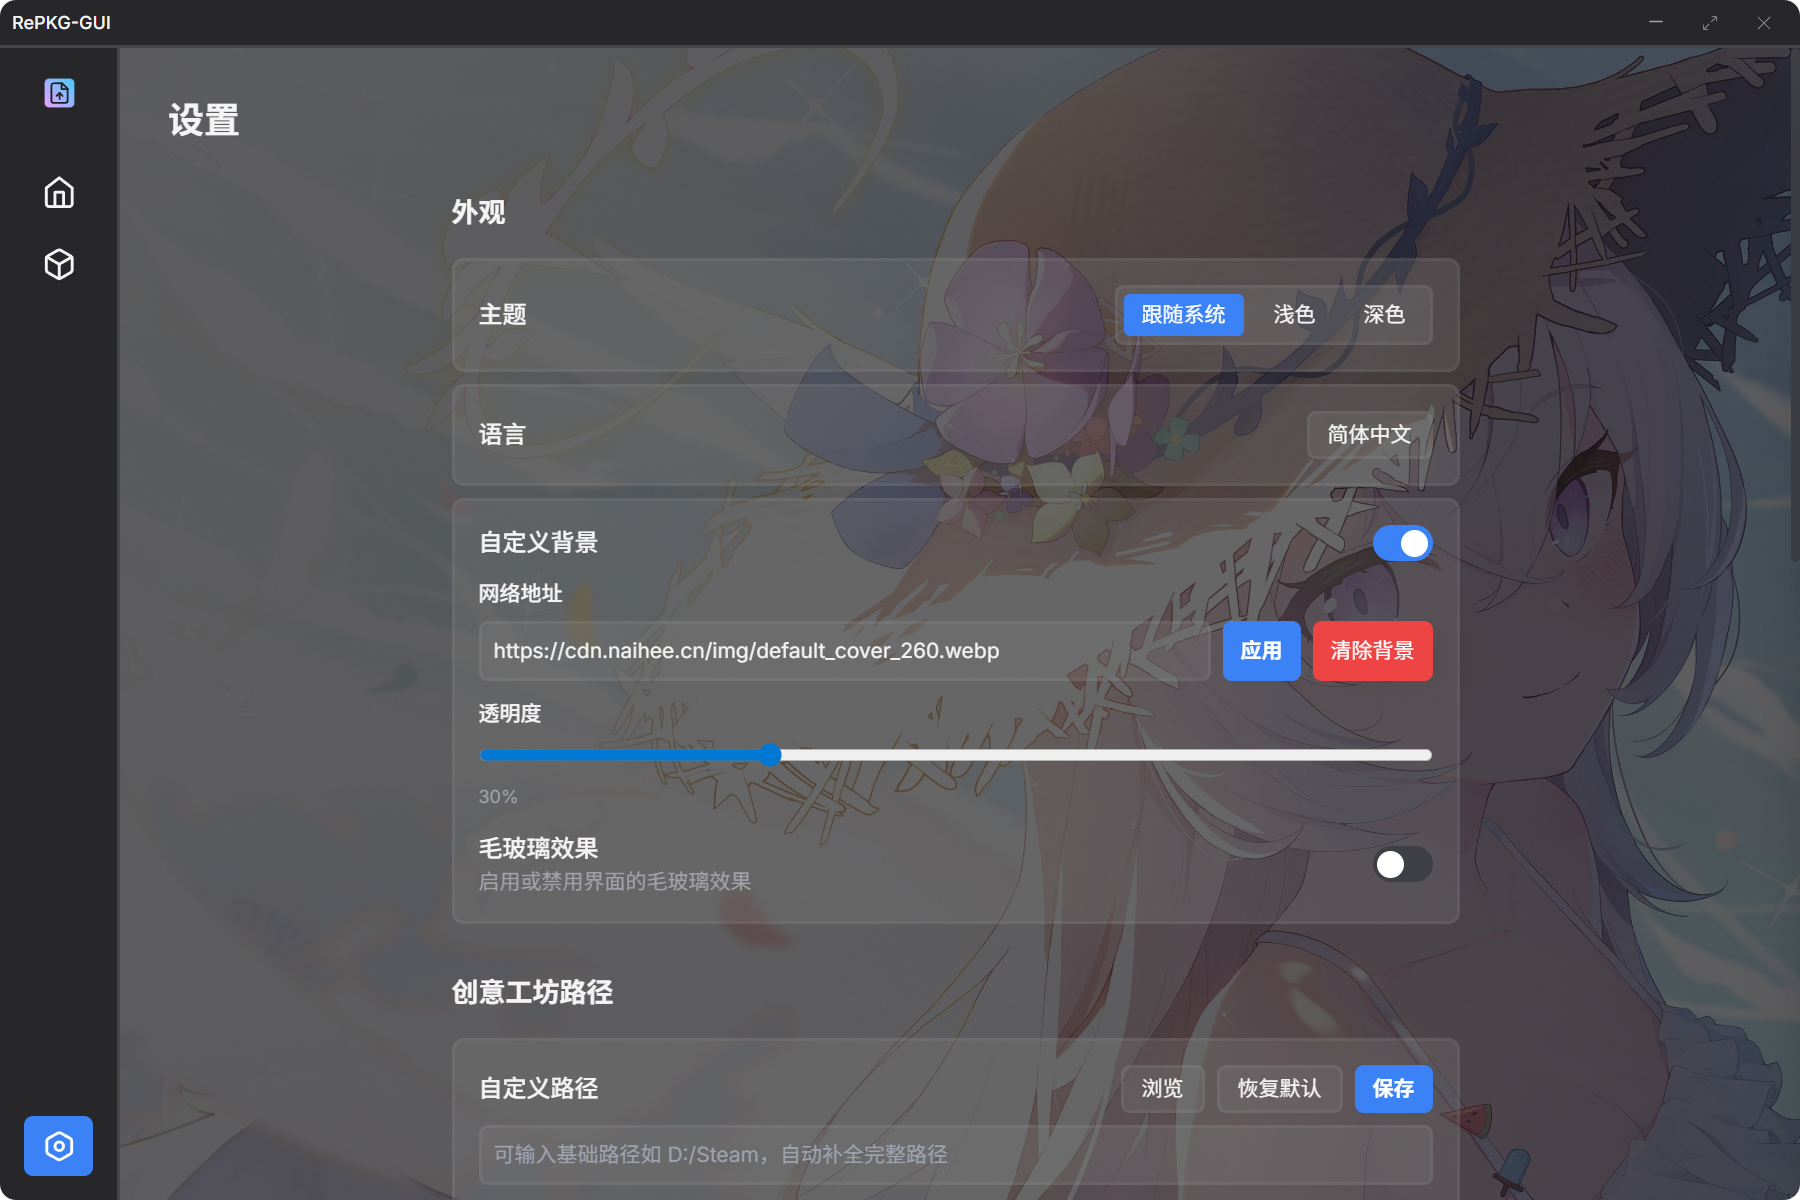 RePKG-GUI
设置
外观
主题
跟随系统 浅色 深色
语言
简体中文
自定义背景
网络地址
https://cdn.naihee.cn/img/default_cover_260.webp
应用 清除背景
透明度
30%
毛玻璃效果
启用或禁用界面的毛玻璃效果
创意工坊路径
自定义路径
浏览 恢复默认 保存
可输入基础路径如 D:/Steam，自动补全完整路径